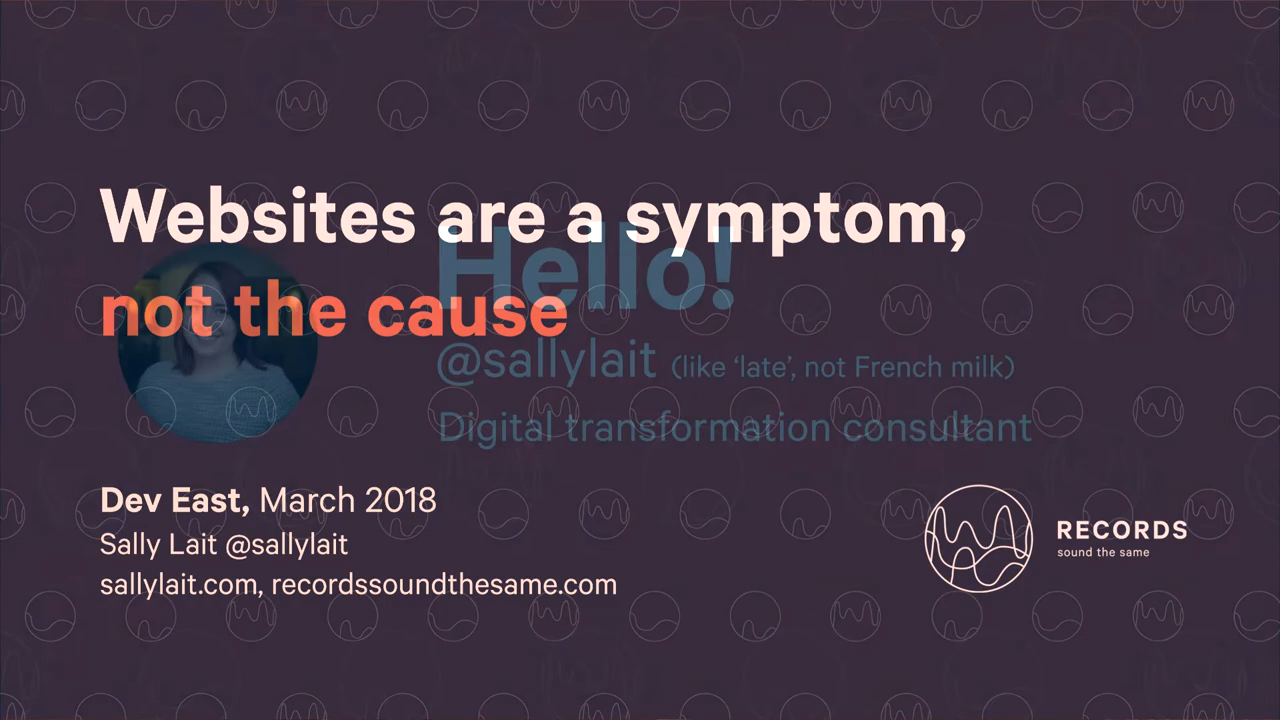 Websites are a symptom,
not the cause
Hello!
@sallylait (like ‘late’, not French milk)
Digital transformation consultant
Dev East, March 2018
Sally Lait @sallylait
sallylait.com, recordssoundthesame.com
RECORDS
sound the same